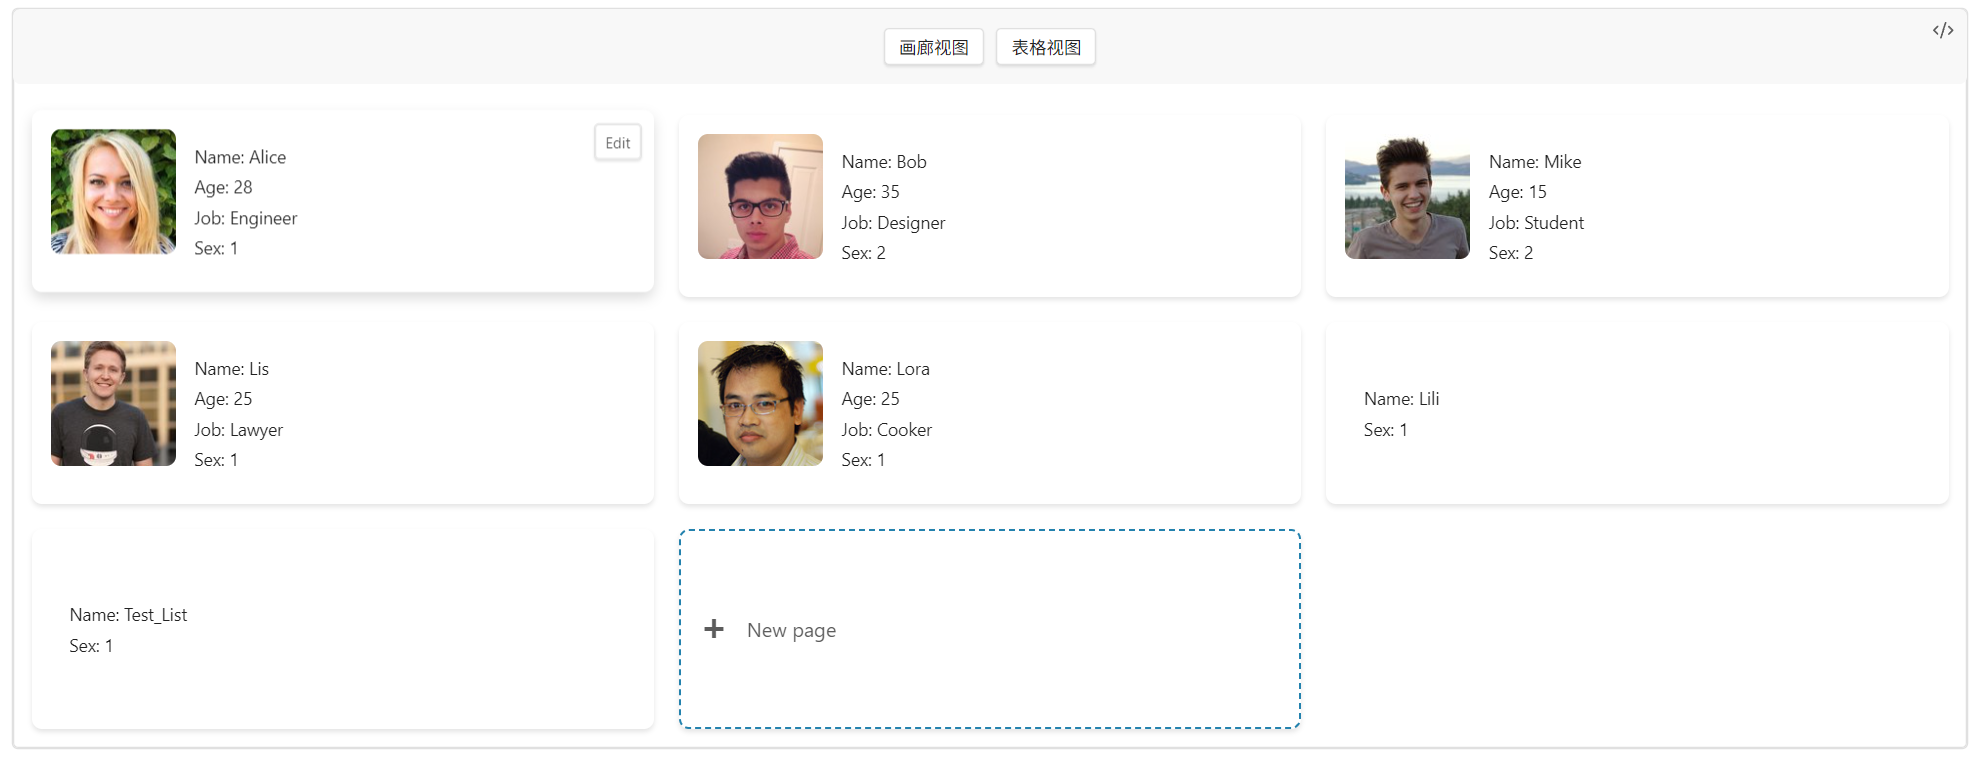 画廊视图 表格视图 </>
Edit
Name: Alice
Age: 28
Job: Engineer
Sex: 1
Name: Bob
Age: 35
Job: Designer
Sex: 2
Name: Mike
Age: 15
Job: Student
Sex: 2
Name: Lis
Age: 25
Job: Lawyer
Sex: 1
Name: Lora
Age: 25
Job: Cooker
Sex: 1
Name: Lili
Sex: 1
Name: Test_List
Sex: 1
+ New page